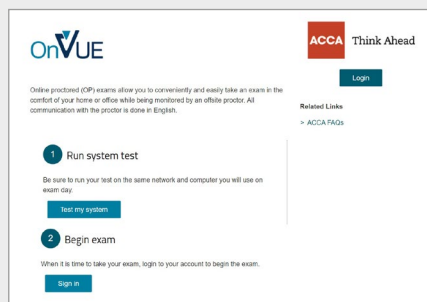 OnVUE
ACCA Think Ahead
Login
Online proctored (OP) exams allow you to conveniently and easily take an exam in the
comfort of your home or office while being monitored by an offsite proctor. All
communication with the proctor is done in English.
Related Links
> ACCA FAQs
1 Run system test
Be sure to run your test on the same network and computer you will use on
exam day.
Test my system
2 Begin exam
When it is time to take your exam, login to your account to begin the exam.
Sign in